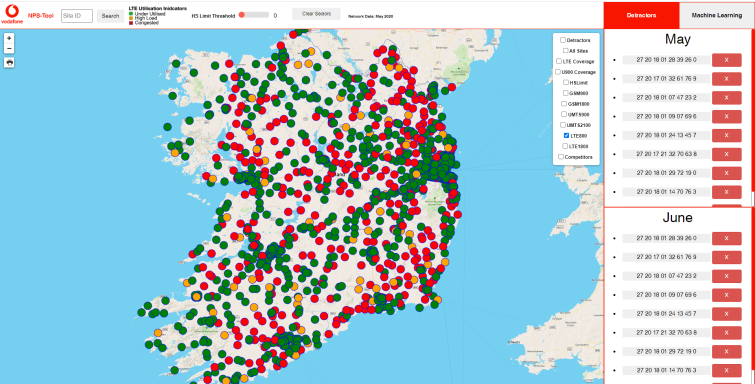 vodafone
NPS-Tool
Site ID
Search
LTE Utilisation Inidcators
Under Utilised
High Load
Congested
HS Limit Threshold
0
Clear Sectors
Network Data: May 2020
Detractors
Machine Learning
+
−
Detractors
All Sites
LTE Coverage
U900 Coverage
HSLimit
GSM900
GSM1800
UMTS900
UMTS2100
LTE800
LTE1800
Competitors
May
27 20 18 01 28 39 26 0 X
27 20 17 01 32 61 76 9 X
27 20 18 01 07 47 23 2 X
27 20 18 01 09 07 69 6 X
27 20 18 01 24 13 45 7 X
27 20 17 21 32 70 63 8 X
27 20 18 01 29 72 19 0 X
27 20 18 01 14 70 76 3 X
June
27 20 18 01 28 39 26 0 X
27 20 17 01 32 61 76 9 X
27 20 18 01 07 47 23 2 X
27 20 18 01 09 07 69 6 X
27 20 18 01 24 13 45 7 X
27 20 17 21 32 70 63 8 X
27 20 18 01 29 72 19 0 X
27 20 18 01 14 70 76 3 X